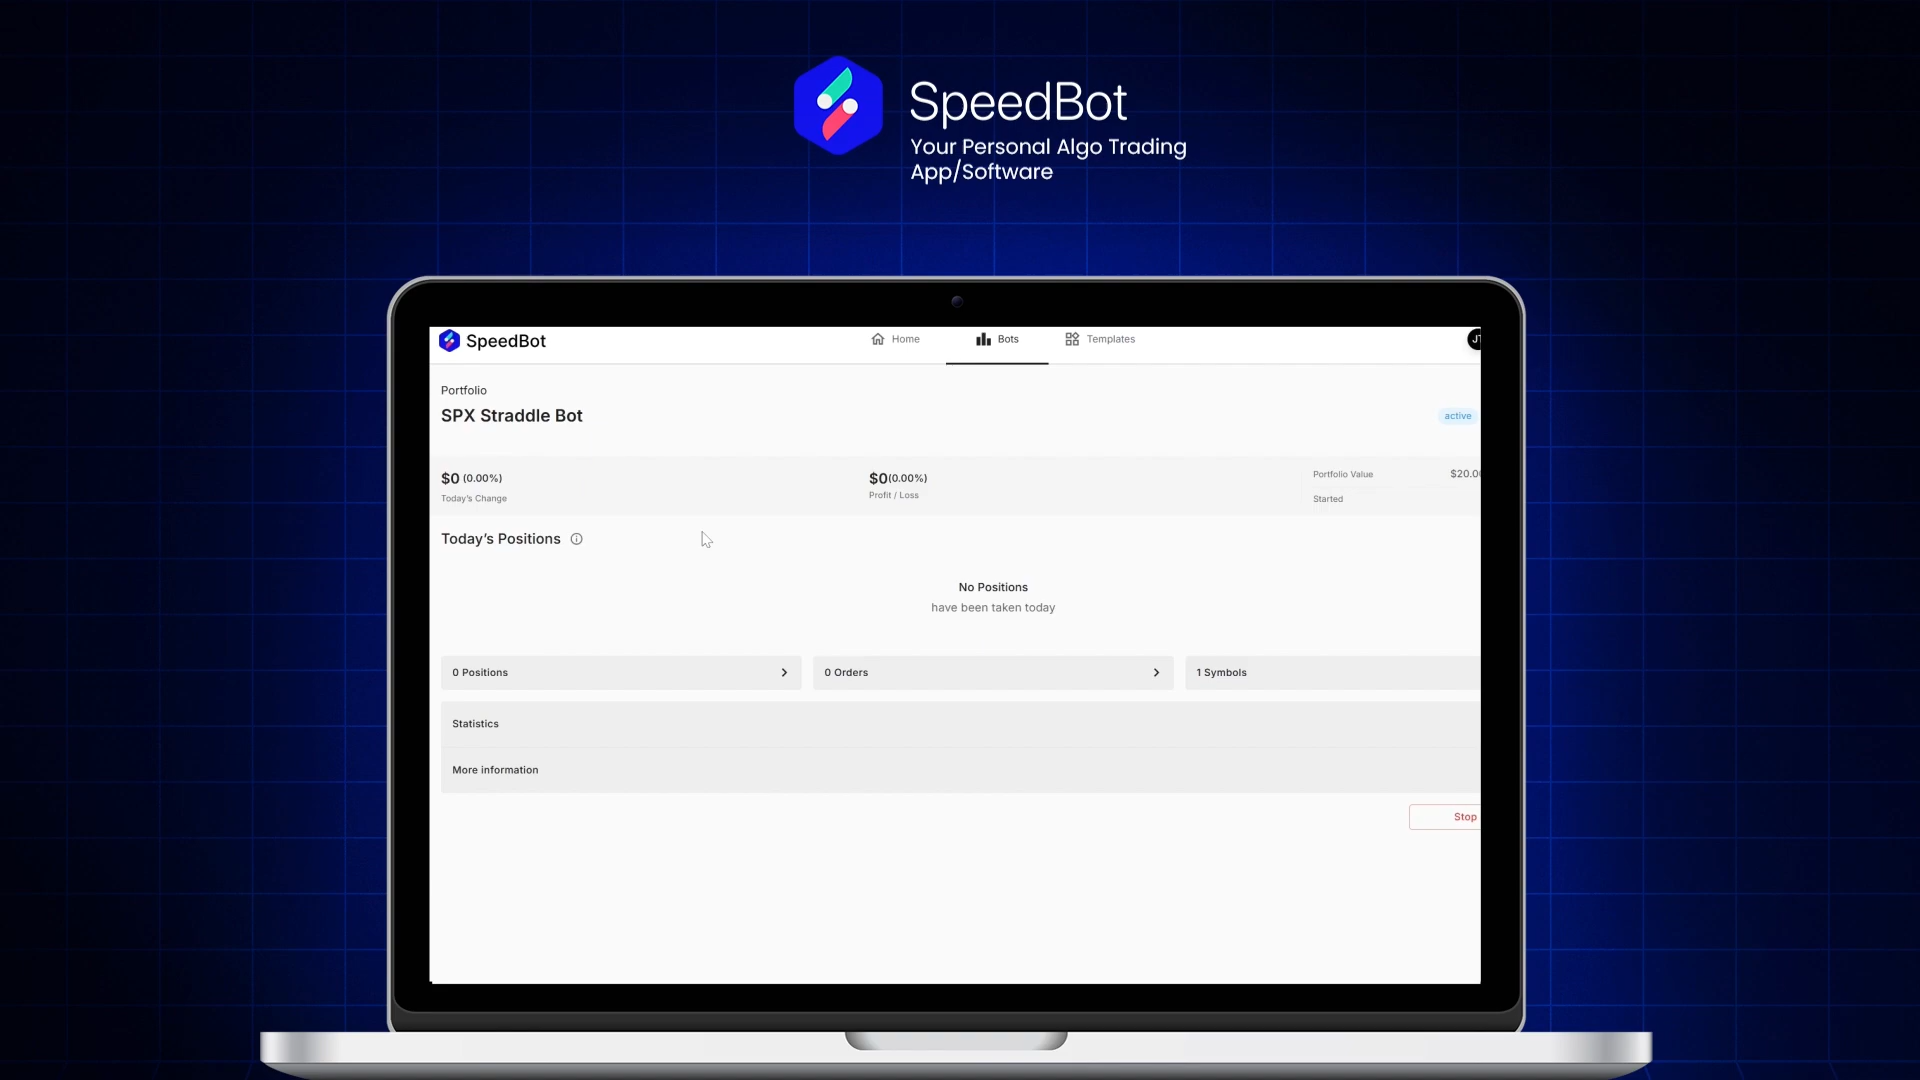 SpeedBot
Your Personal Algo Trading
App/Software
SpeedBot
Home
Bots
Templates
Portfolio
SPX Straddle Bot
active
$0 (0.00%)
Today's Change
$0(0.00%)
Profit / Loss
Portfolio Value
$20.0
Started
Today's Positions
No Positions
have been taken today
0 Positions
0 Orders
1 Symbols
Statistics
More information
Stop